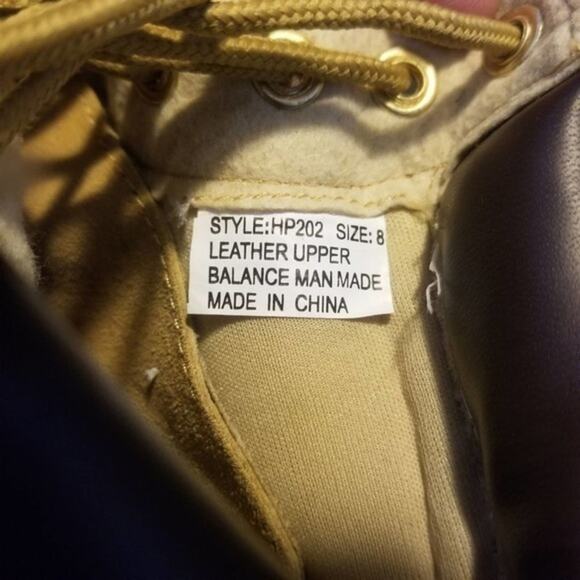 STYLE:HP202 SIZE: 8
LEATHER UPPER
BALANCE MAN MADE
MADE IN CHINA